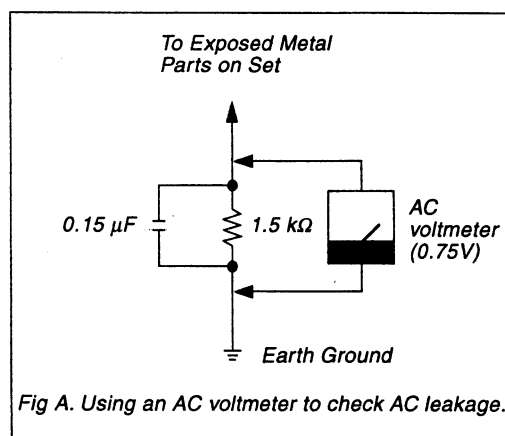 To Exposed Metal
Parts on Set
0.15 μF
1.5 kΩ
AC
voltmeter
(0.75V)
Earth Ground
Fig A. Using an AC voltmeter to check AC leakage.